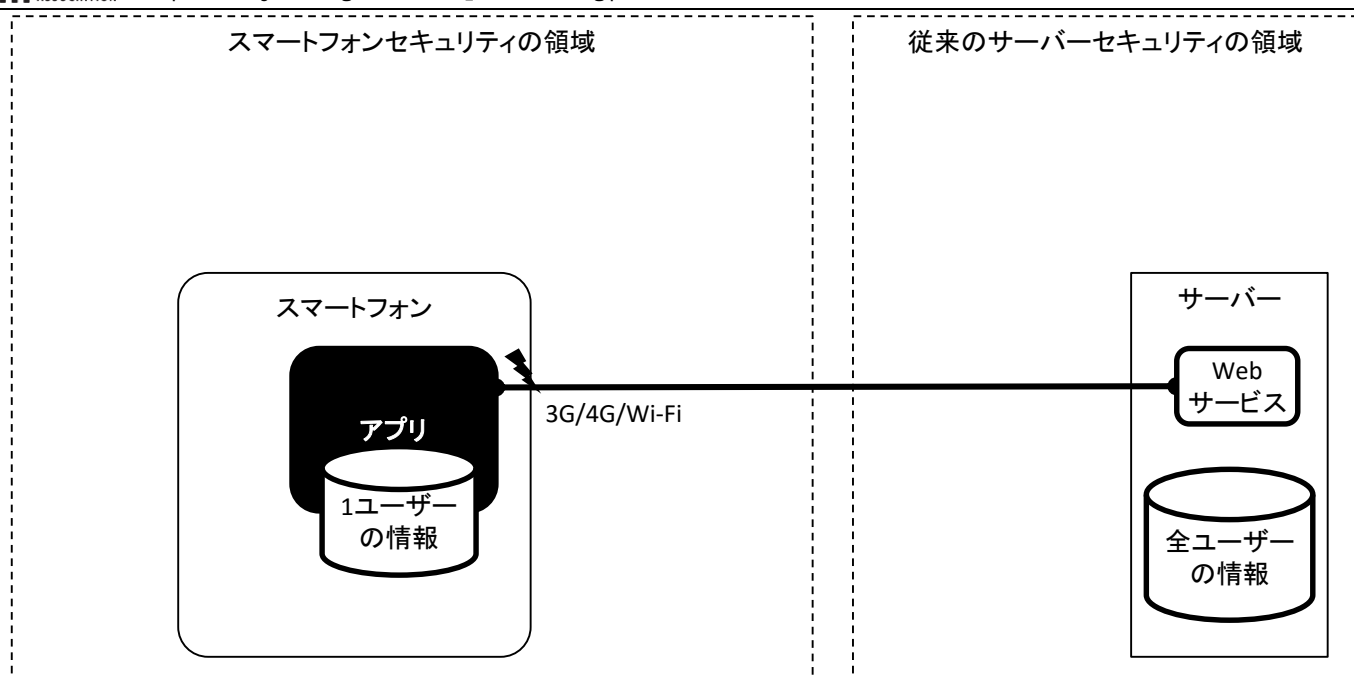 スマートフォンセキュリティの領域
従来のサーバーセキュリティの領域
スマートフォン
アプリ
1ユーザー
の情報
3G/4G/Wi-Fi
サーバー
Web
サービス
全ユーザー
の情報